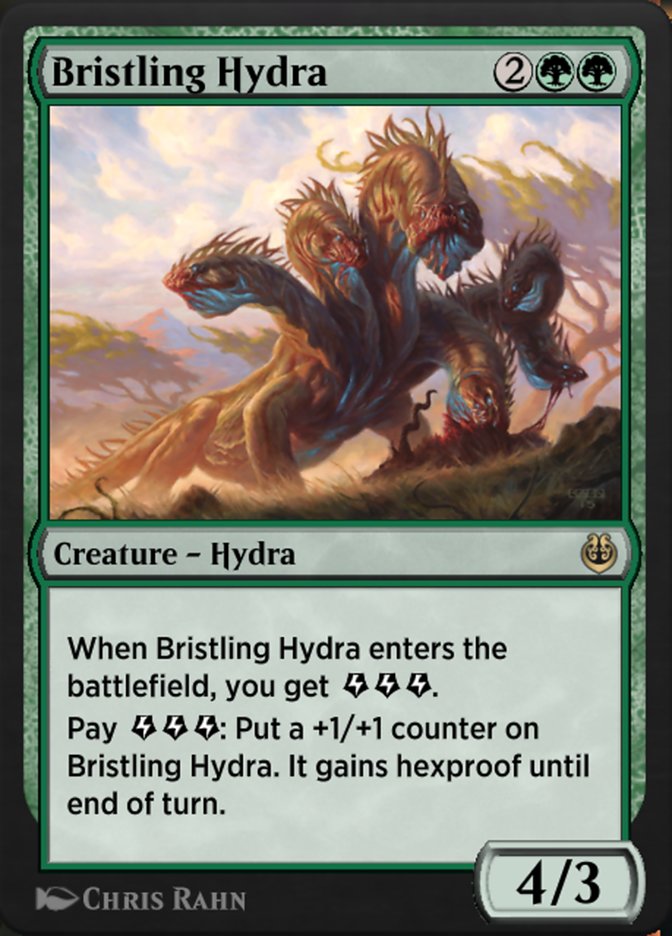 Bristling Hydra 2
Creature – Hydra
When Bristling Hydra enters the
battlefield, you get .
Pay : Put a +1/+1 counter on
Bristling Hydra. It gains hexproof until
end of turn.
4/3
Chris Rahn